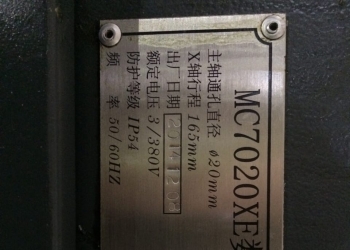 MC7020XE数
主轴通孔直径 ø20mm
X轴行程 165mm
出厂日期
额定电压 3/380V
防护等级 IP54
频 率 50/60HZ